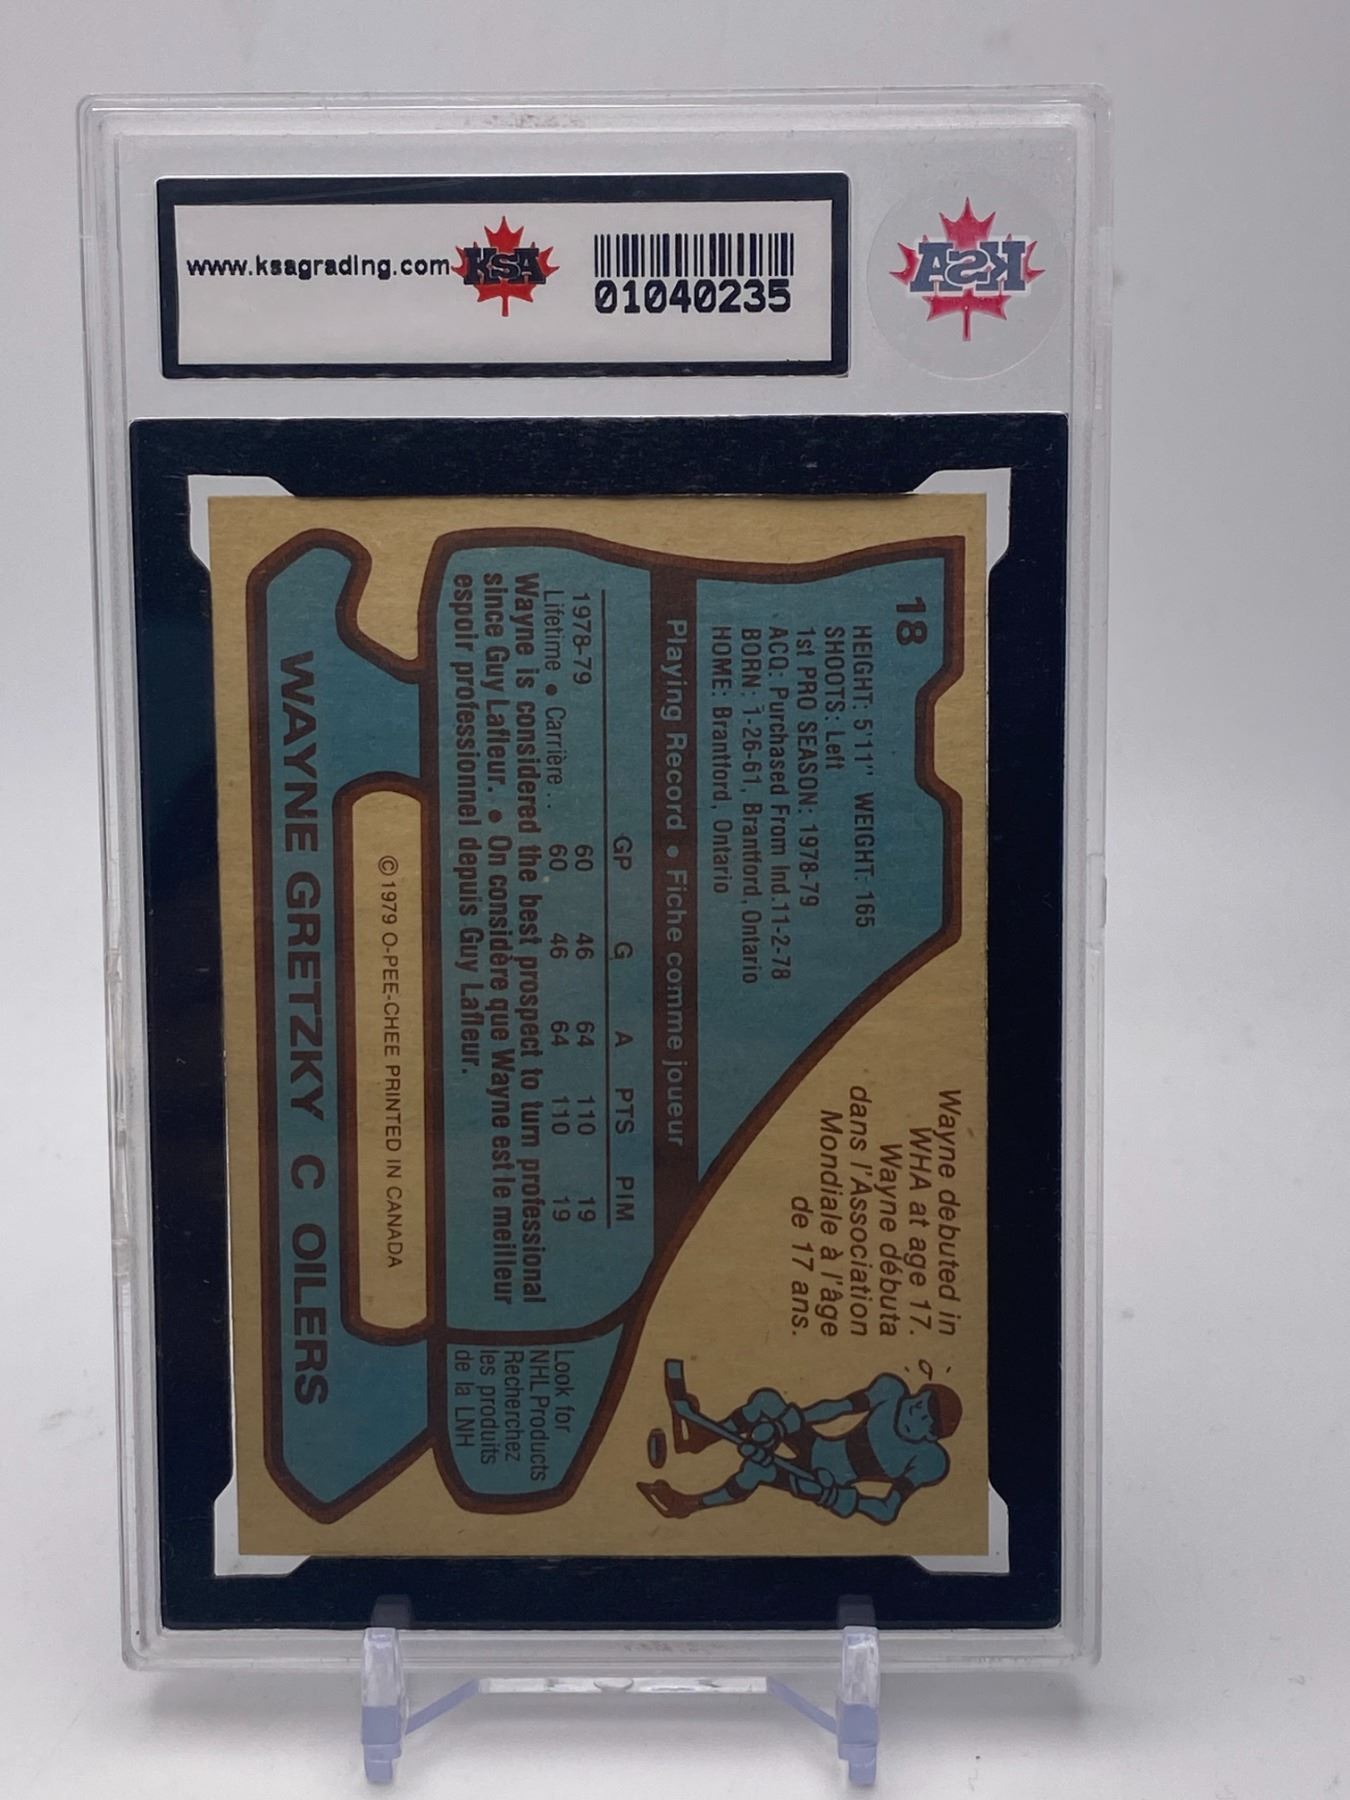 www.ksagrading.com
KSA
01040235
KSA
18
HEIGHT: 5'11" WEIGHT: 165
SHOOTS: Left
1st PRO SEASON: 1978-79
ACQ: Purchased From Ind. 11-2-78
BORN: 1-26-61, Brantford, Ontario
HOME: Brantford, Ontario
Wayne debuted in
WHA at age 17.
Wayne débuta
dans l'Association
Mondiale à l'âge
de 17 ans.
Playing Record • Fiche comme joueur
GP G A PTS PIM
1978-79 60 46 64 110 19
Lifetime • Carrière .. 60 46 64 110 19
Wayne is considered the best prospect to turn professional
since Guy Lafleur. • On considère que Wayne est le meilleur
espoir professionnel depuis Guy Lafleur.
Look for
NHL Products
Recherchez
les produits
de la LNH
© 1979 O-PEE-CHEE PRINTED IN CANADA
WAYNE GRETZKY C OILERS